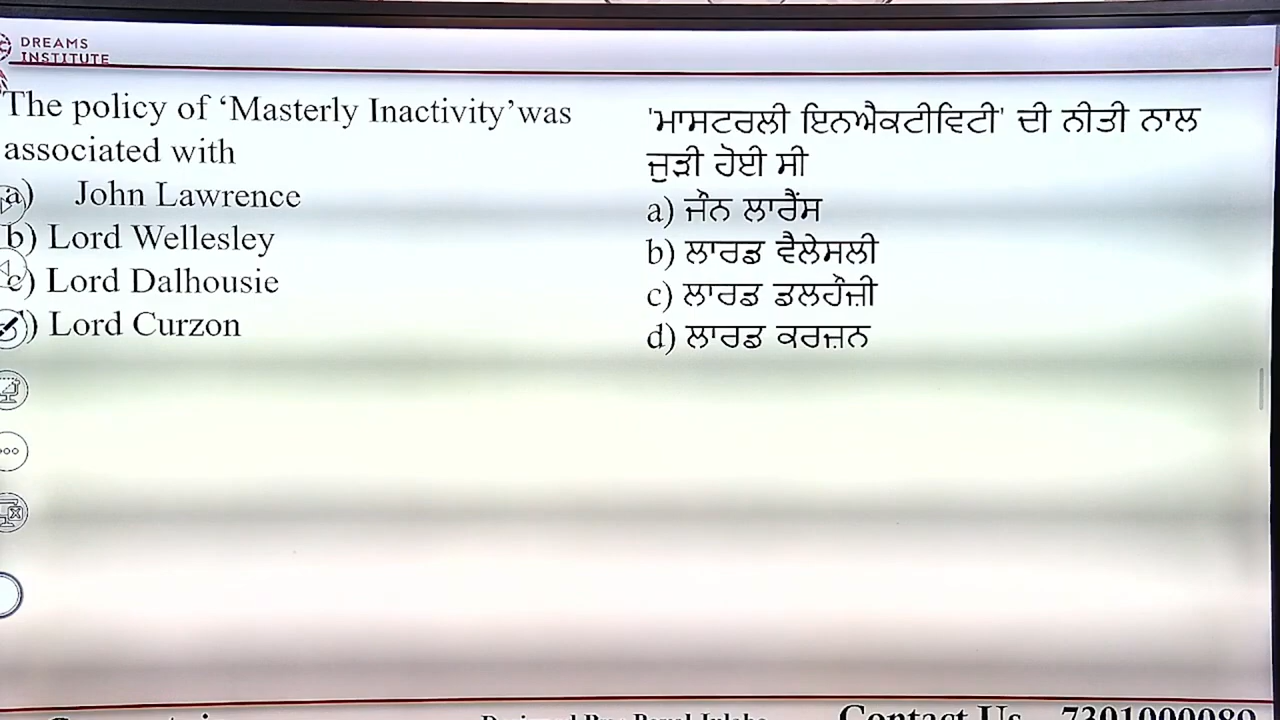 DREAMS
INSTITUTE
The policy of ‘Masterly Inactivity’was
associated with
a) John Lawrence
b) Lord Wellesley
c) Lord Dalhousie
) Lord Curzon
'ਮਾਸਟਰਲੀ ਇਨਐਕਟੀਵਿਟੀ' ਦੀ ਨੀਤੀ ਨਾਲ
ਜੁੜੀ ਹੋਈ ਸੀ
a) ਜੌਨ ਲਾਰੈਂਸ
b) ਲਾਰਡ ਵੈਲੇਸਲੀ
c) ਲਾਰਡ ਡਲਹੌਜ਼ੀ
d) ਲਾਰਡ ਕਰਜ਼ਨ
Contact Us 7301000080